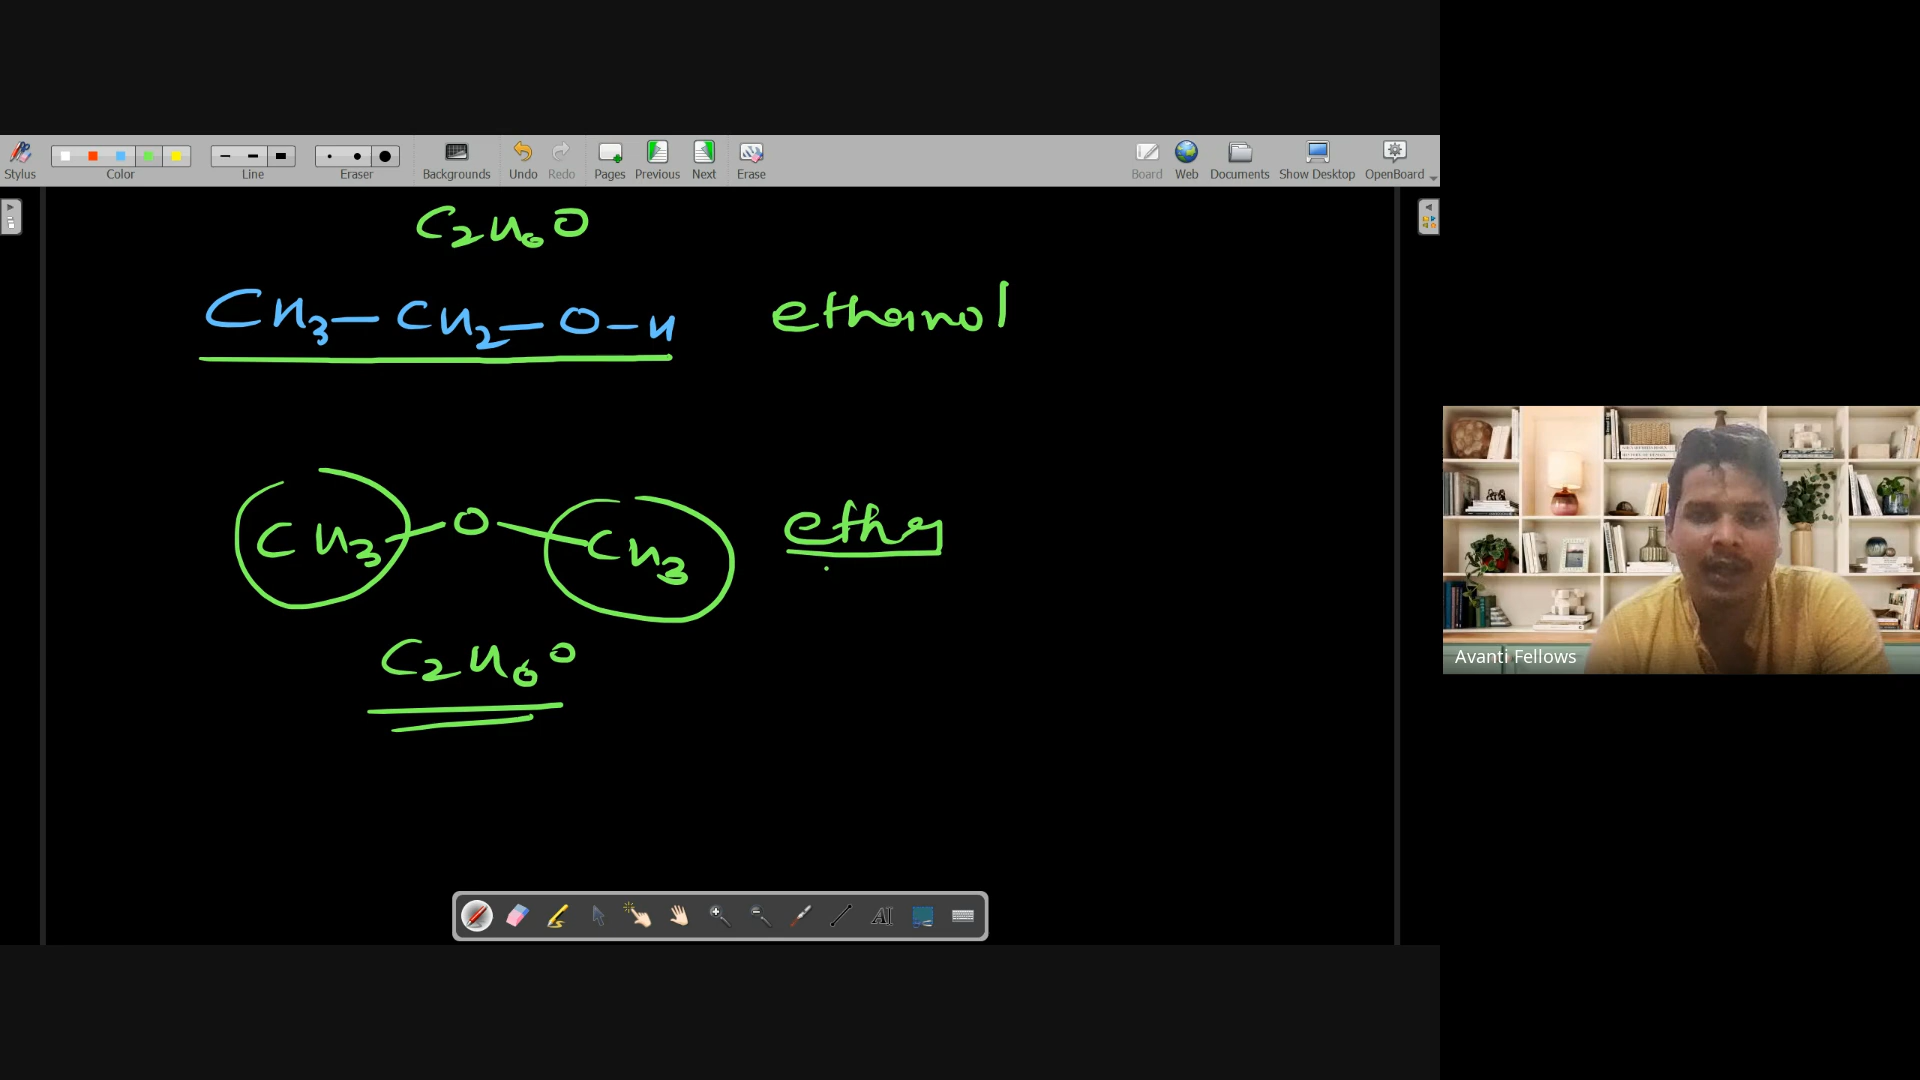 Stylus Color Line Eraser Backgrounds Undo Redo Pages Previous Next Erase Board Web Documents Show Desktop OpenBoard
C2H6O
CH3—CH2—O—H ethanol
CH3—O—CH3 ether
C2H6O
Avanti Fellows